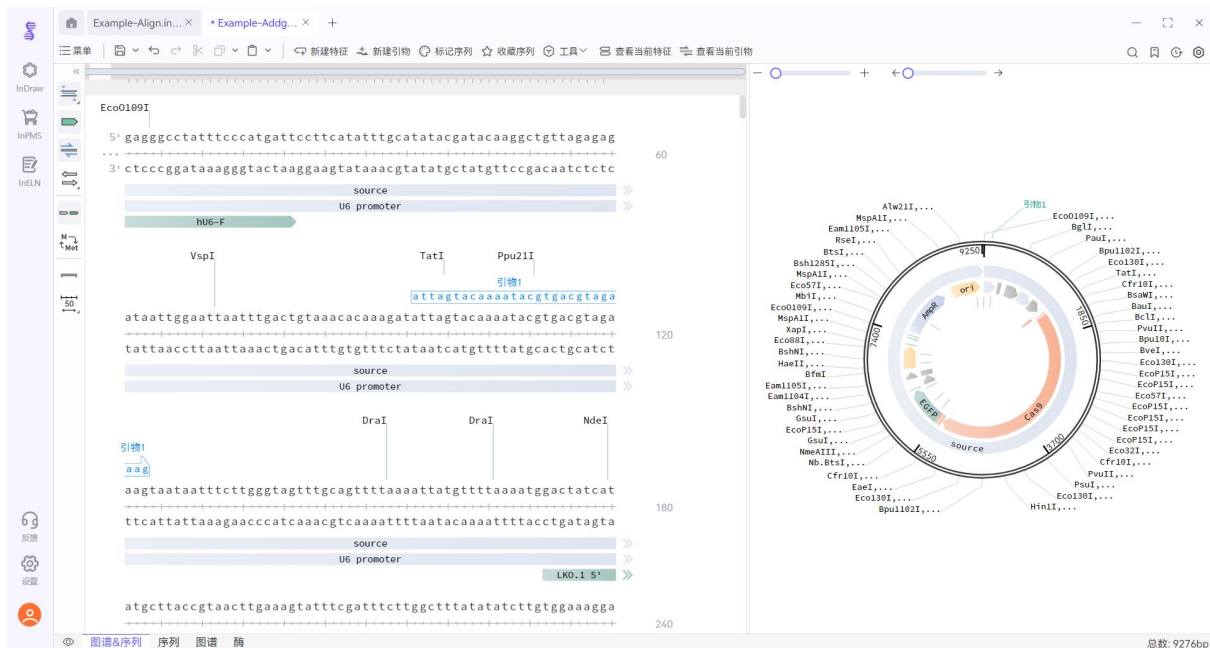 Example-Align.in...
• Example-Addg...
菜单
新建特征
新建引物
标记序列
收藏序列
工具
查看当前特征
查看当前引物
InDraw
InPMS
InELN
反馈
设置
M
Met
50
EcoO109I
5' gagggcctatttcccatgattccttcatatttgcatatacgatacaaggctgttagagag
60
3' ctcccggataaagggtactaaggaagtataaacgtatatgctatgttccgacaatctctc
source
U6 promoter
hU6-F
VspI
TatI
Ppu21I
引物1
attagtacaaaatacgtgacgtaga
ataattggaattaatttgactgtaaacacaaagatattagtacaaaatacgtgacgtaga
120
tattaaccttaattaaactgacatttgtgtttctataatcatgttttatgcactgcatct
source
U6 promoter
DraI
DraI
NdeI
引物1
aag
aagtaataatttcttgggtagtttgcagttttaaaattatgttttaaaatggactatcat
180
ttcattattaaagaacccatcaaacgtcaaaattttaatacaaaattttacctgatagta
source
U6 promoter
LKO.1 5'
atgcttaccgtaacttgaaagtatttcgatttcttggctttatatatcttgtggaaagga
240
引物1
Alw21I,...
MspA1I,...
Eam1105I,...
RseI,...
BtsI,...
Bsh1285I,...
MspA1I,...
Eco57I,...
MbiI,...
EcoO109I,...
MspA1I,...
XapI,...
Eco88I,...
BshNI,...
HaeII,...
BfmI
Eam1105I,...
Eam1104I,...
BshNI,...
GsuI,...
EcoP15I,...
GsuI,...
NmeAIII,...
Nb.BtsI,...
Cfr10I,...
EaeI,...
Eco130I,...
Bpu1102I,...
EcoO109I,...
BglI,...
PauI,...
Bpu1102I,...
Eco130I,...
TatI,...
Cfr10I,...
BsaWI,...
BauI,...
BclI,...
PvuII,...
Bpu10I,...
BveI,...
Eco130I,...
EcoP15I,...
Eco57I,...
EcoP15I,...
EcoP15I,...
EcoP15I,...
Eco32I,...
Cfr10I,...
PvuII,...
PsuI,...
Eco130I,...
Hin1I,...
9250
1850
3700
5550
7400
ori
AmpR
EGFP
Cas9
source
图谱&序列
序列
图谱
酶
总数: 9276bp